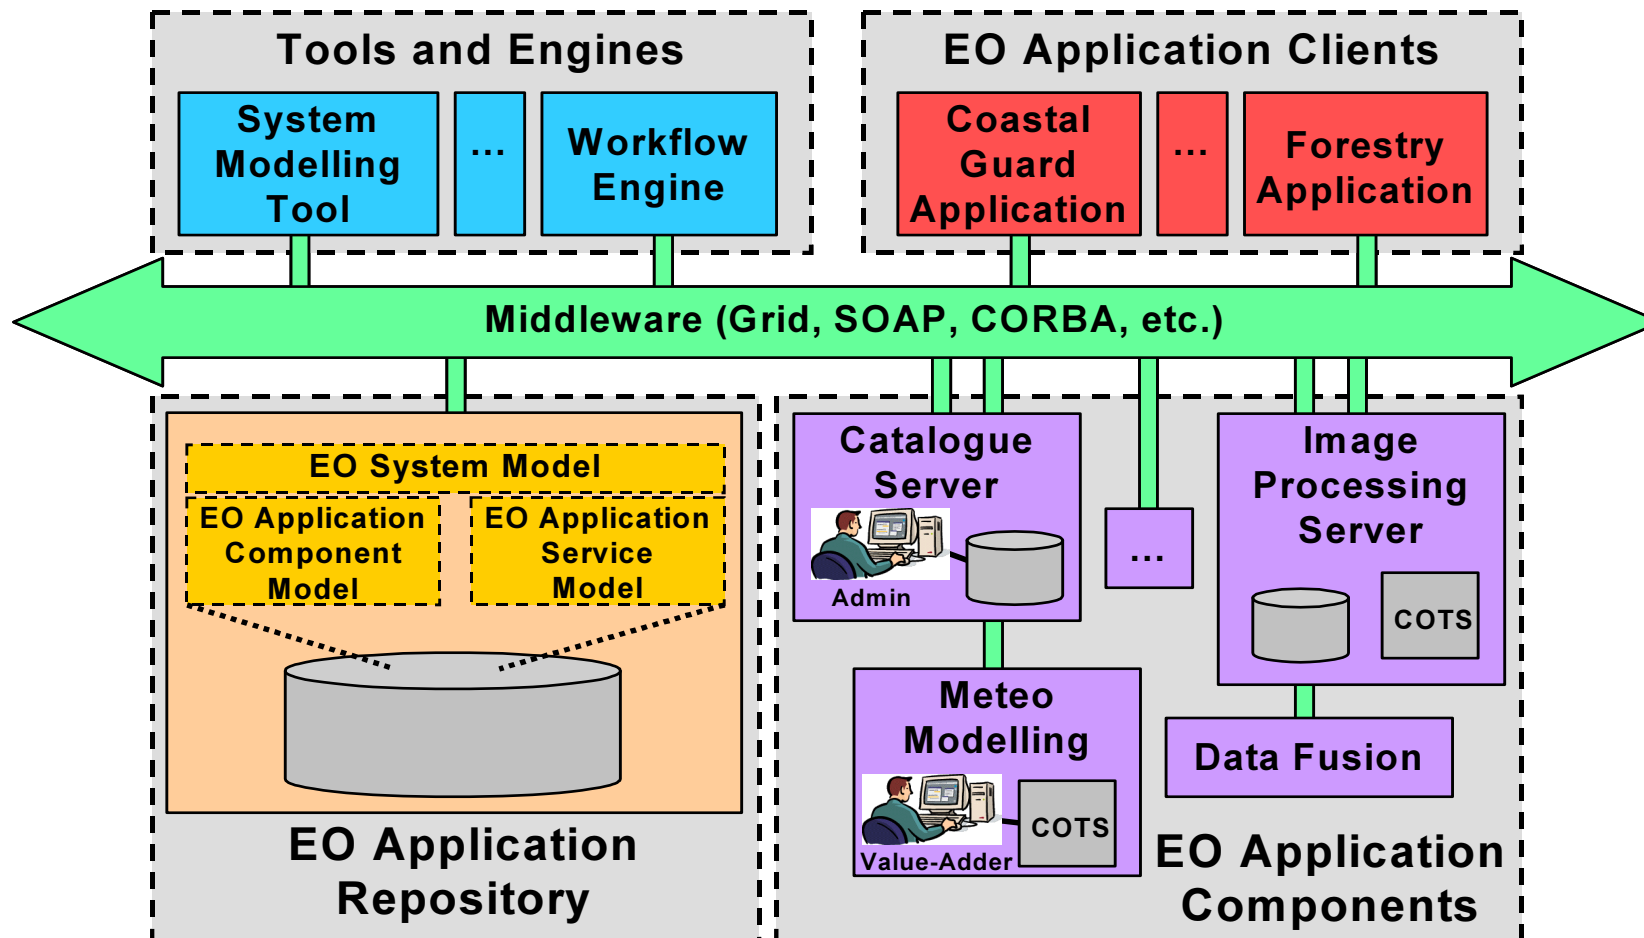 Tools and Engines
System
Modelling
Tool
...
Workflow
Engine
EO Application Clients
Coastal
Guard
Application
...
Forestry
Application
Middleware (Grid, SOAP, CORBA, etc.)
EO System Model
EO Application
Component
Model
EO Application
Service
Model
EO Application
Repository
Catalogue
Server
Admin
...
Image
Processing
Server
COTS
Meteo
Modelling
Value-Adder
COTS
Data Fusion
EO Application
Components